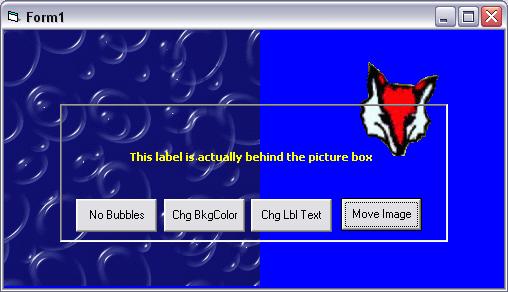 Form1
This label is actually behind the picture box
No Bubbles
Chg BkgColor
Chg Lbl Text
Move Image